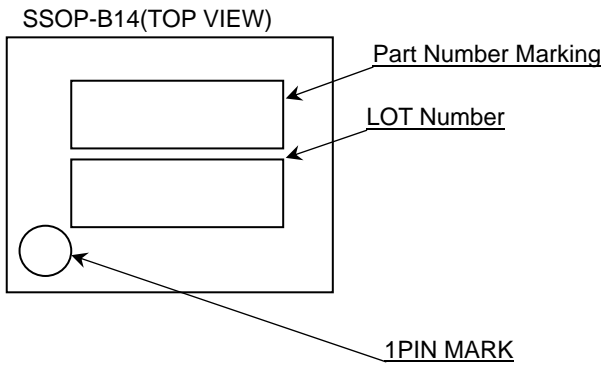 SSOP-B14(TOP VIEW)
Part Number Marking
LOT Number
1PIN MARK